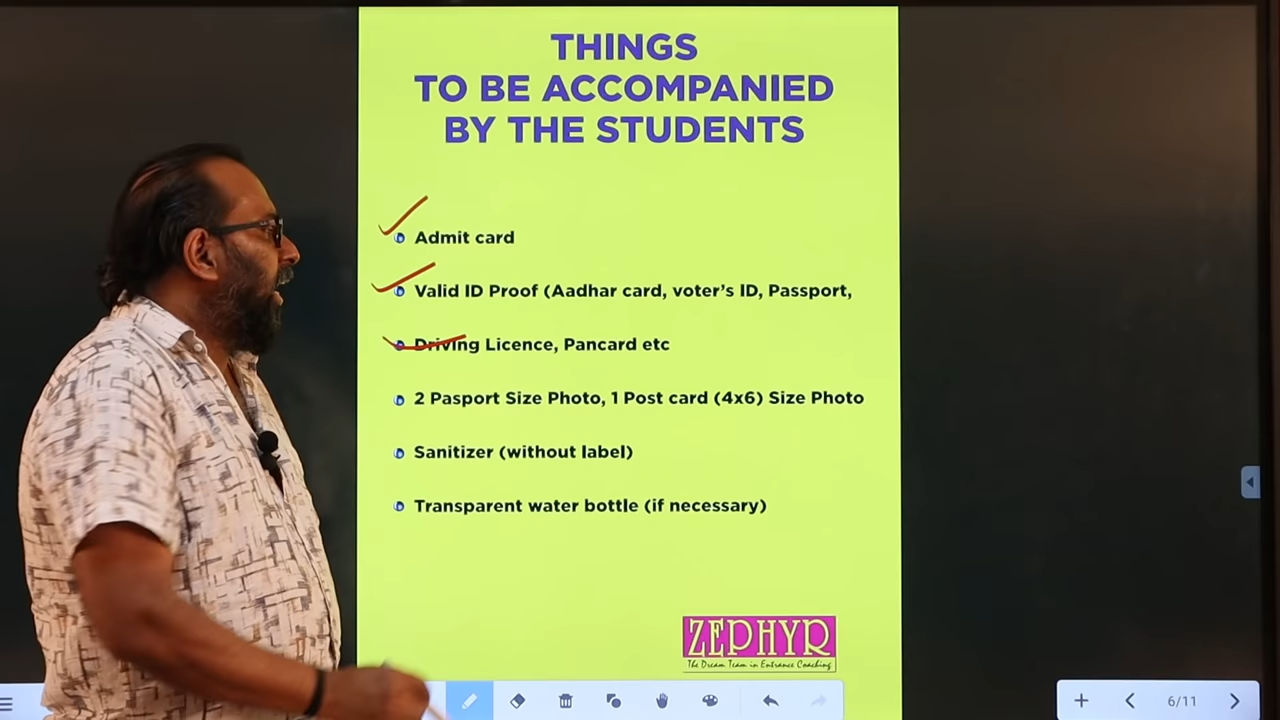 THINGS
TO BE ACCOMPANIED
BY THE STUDENTS
Admit card
Valid ID Proof (Aadhar card, voter's ID, Passport,
Driving Licence, Pancard etc
2 Pasport Size Photo, 1 Post card (4x6) Size Photo
Sanitizer (without label)
Transparent water bottle (if necessary)
ZEPHYR
The Dream Team in Entrance Coaching
6/11